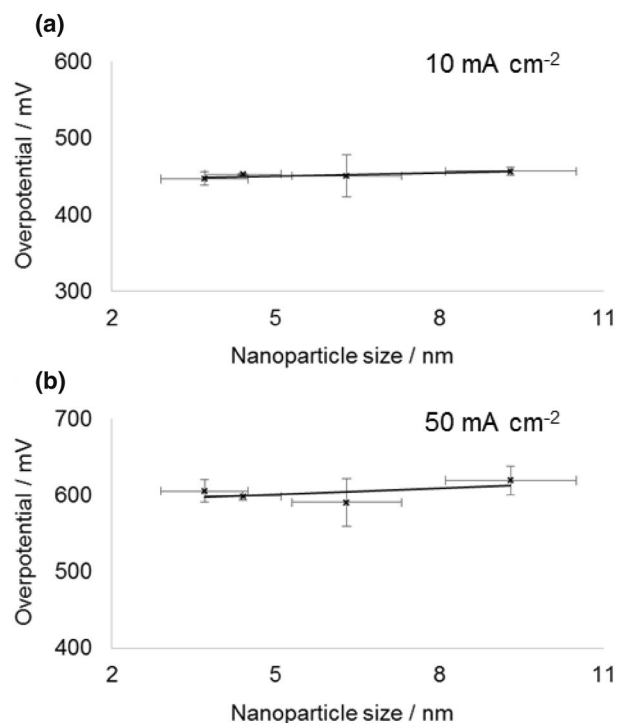 (a)
10 mA cm-2
Overpotential / mV
600
500
400
300
2 5 8 11
Nanoparticle size / nm
(b)
50 mA cm-2
Overpotential / mV
700
600
500
400
2 5 8 11
Nanoparticle size / nm